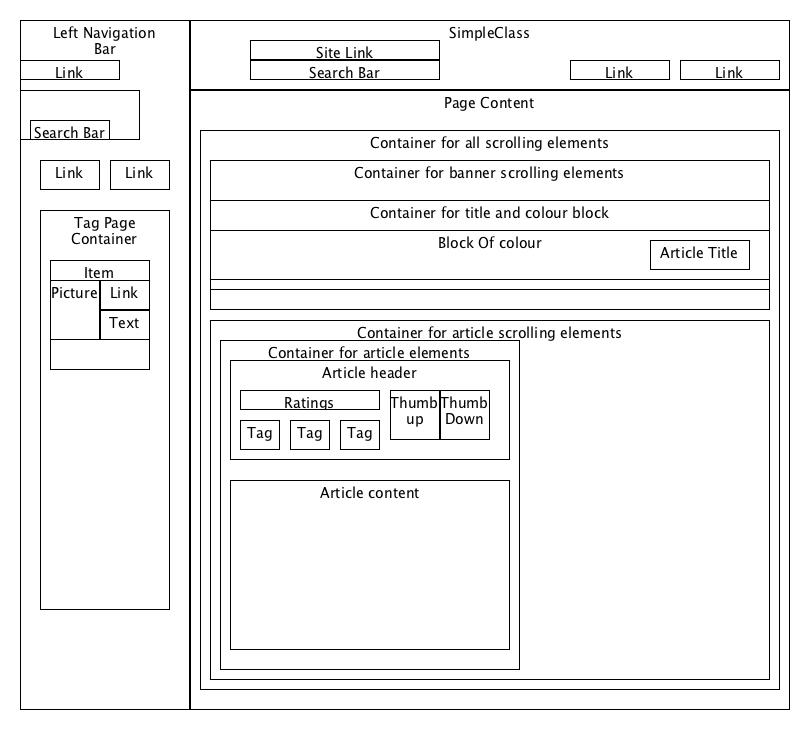 Left Navigation
Bar
Link
Search Bar
Link
Link
Tag Page
Container
Item
Picture
Link
Text
SimpleClass
Site Link
Search Bar
Link
Link
Page Content
Container for all scrolling elements
Container for banner scrolling elements
Container for title and colour block
Block Of colour
Article Title
Container for article scrolling elements
Container for article elements
Article header
Ratings
Thumb
up
Thumb
Down
Tag
Tag
Tag
Article content